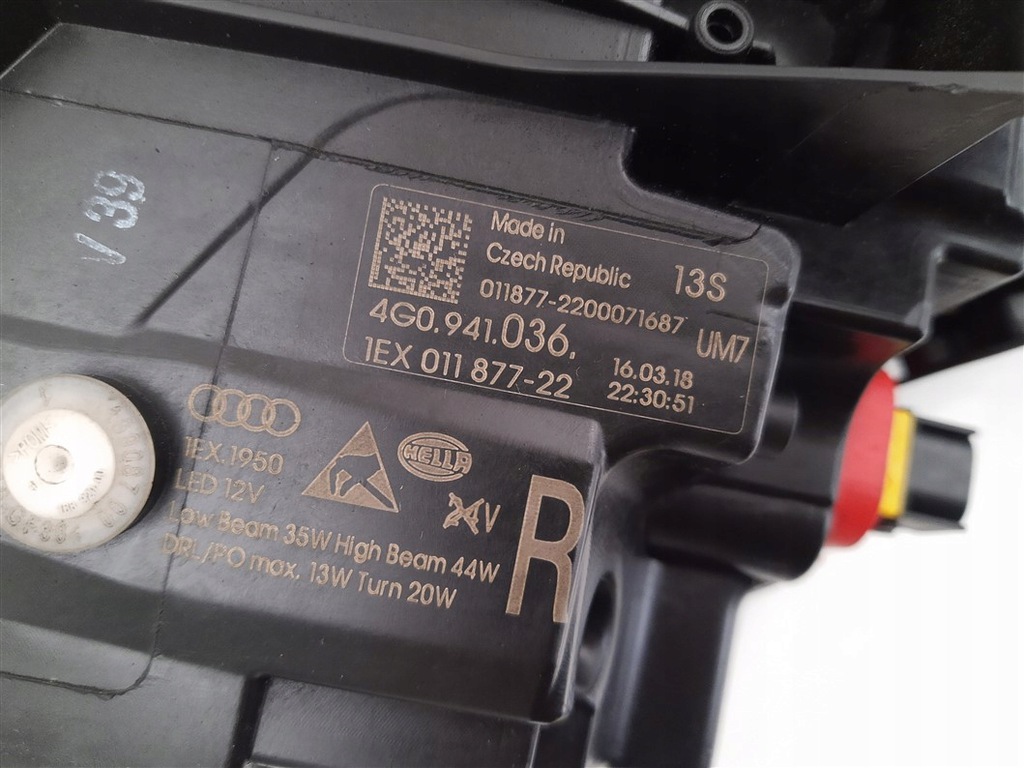 V 39
Made in
Czech Republic
13S
011877-2200071687
4G0.941.036.
UM7
1EX 011 877-22
16.03.18
22:30:51
1EX.1950
LED 12V
HELLA
24V
Low Beam 35W High Beam 44W
DRL/PO max. 13W Turn 20W
R